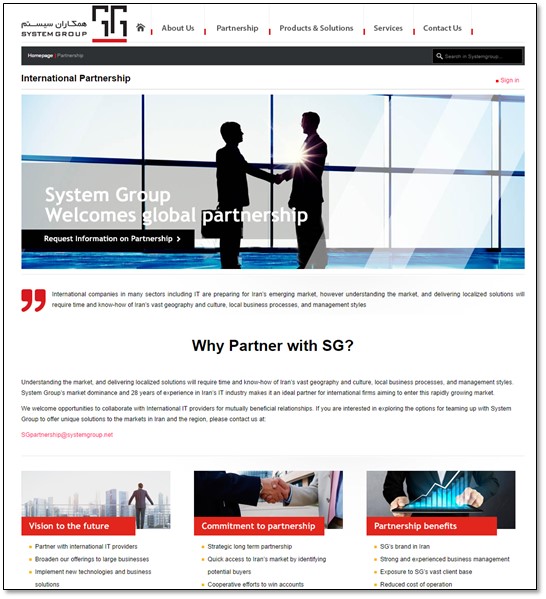 همکاران سیستم
SYSTEM GROUP
About Us
Partnership
Products & Solutions
Services
Contact Us
Homepage | Partnership
Search in Systemgroup...
International Partnership
Sign in
System Group
Welcomes global partnership
Request Information on Partnership
International companies in many sectors including IT are preparing for Iran's emerging market, however understanding the market, and delivering localized solutions will
require time and know-how of Iran's vast geography and culture, local business processes, and management styles
Why Partner with SG?
Understanding the market, and delivering localized solutions will require time and know-how of Iran's vast geography and culture, local business processes, and management styles.
System Group's market dominance and 28 years of experience in Iran's IT industry makes it an ideal partner for international firms aiming to enter this rapidly growing market.
We welcome opportunities to collaborate with International IT providers for mutually beneficial relationships. If you are interested in exploring the options for teaming up with System
Group to offer unique solutions to the markets in Iran and the region, please contact us at:
SGpartnership@systemgroup.net
Vision to the future
Partner with international IT providers
Broaden our offerings to large businesses
Implement new technologies and business
solutions
Commitment to partnership
Strategic long term partnership
Quick access to Iran's market by identifying
potential buyers
Cooperative efforts to win accounts
Partnership benefits
SG's brand in Iran
Strong and experienced business management
Exposure to SG's vast client base
Reduced cost of operation